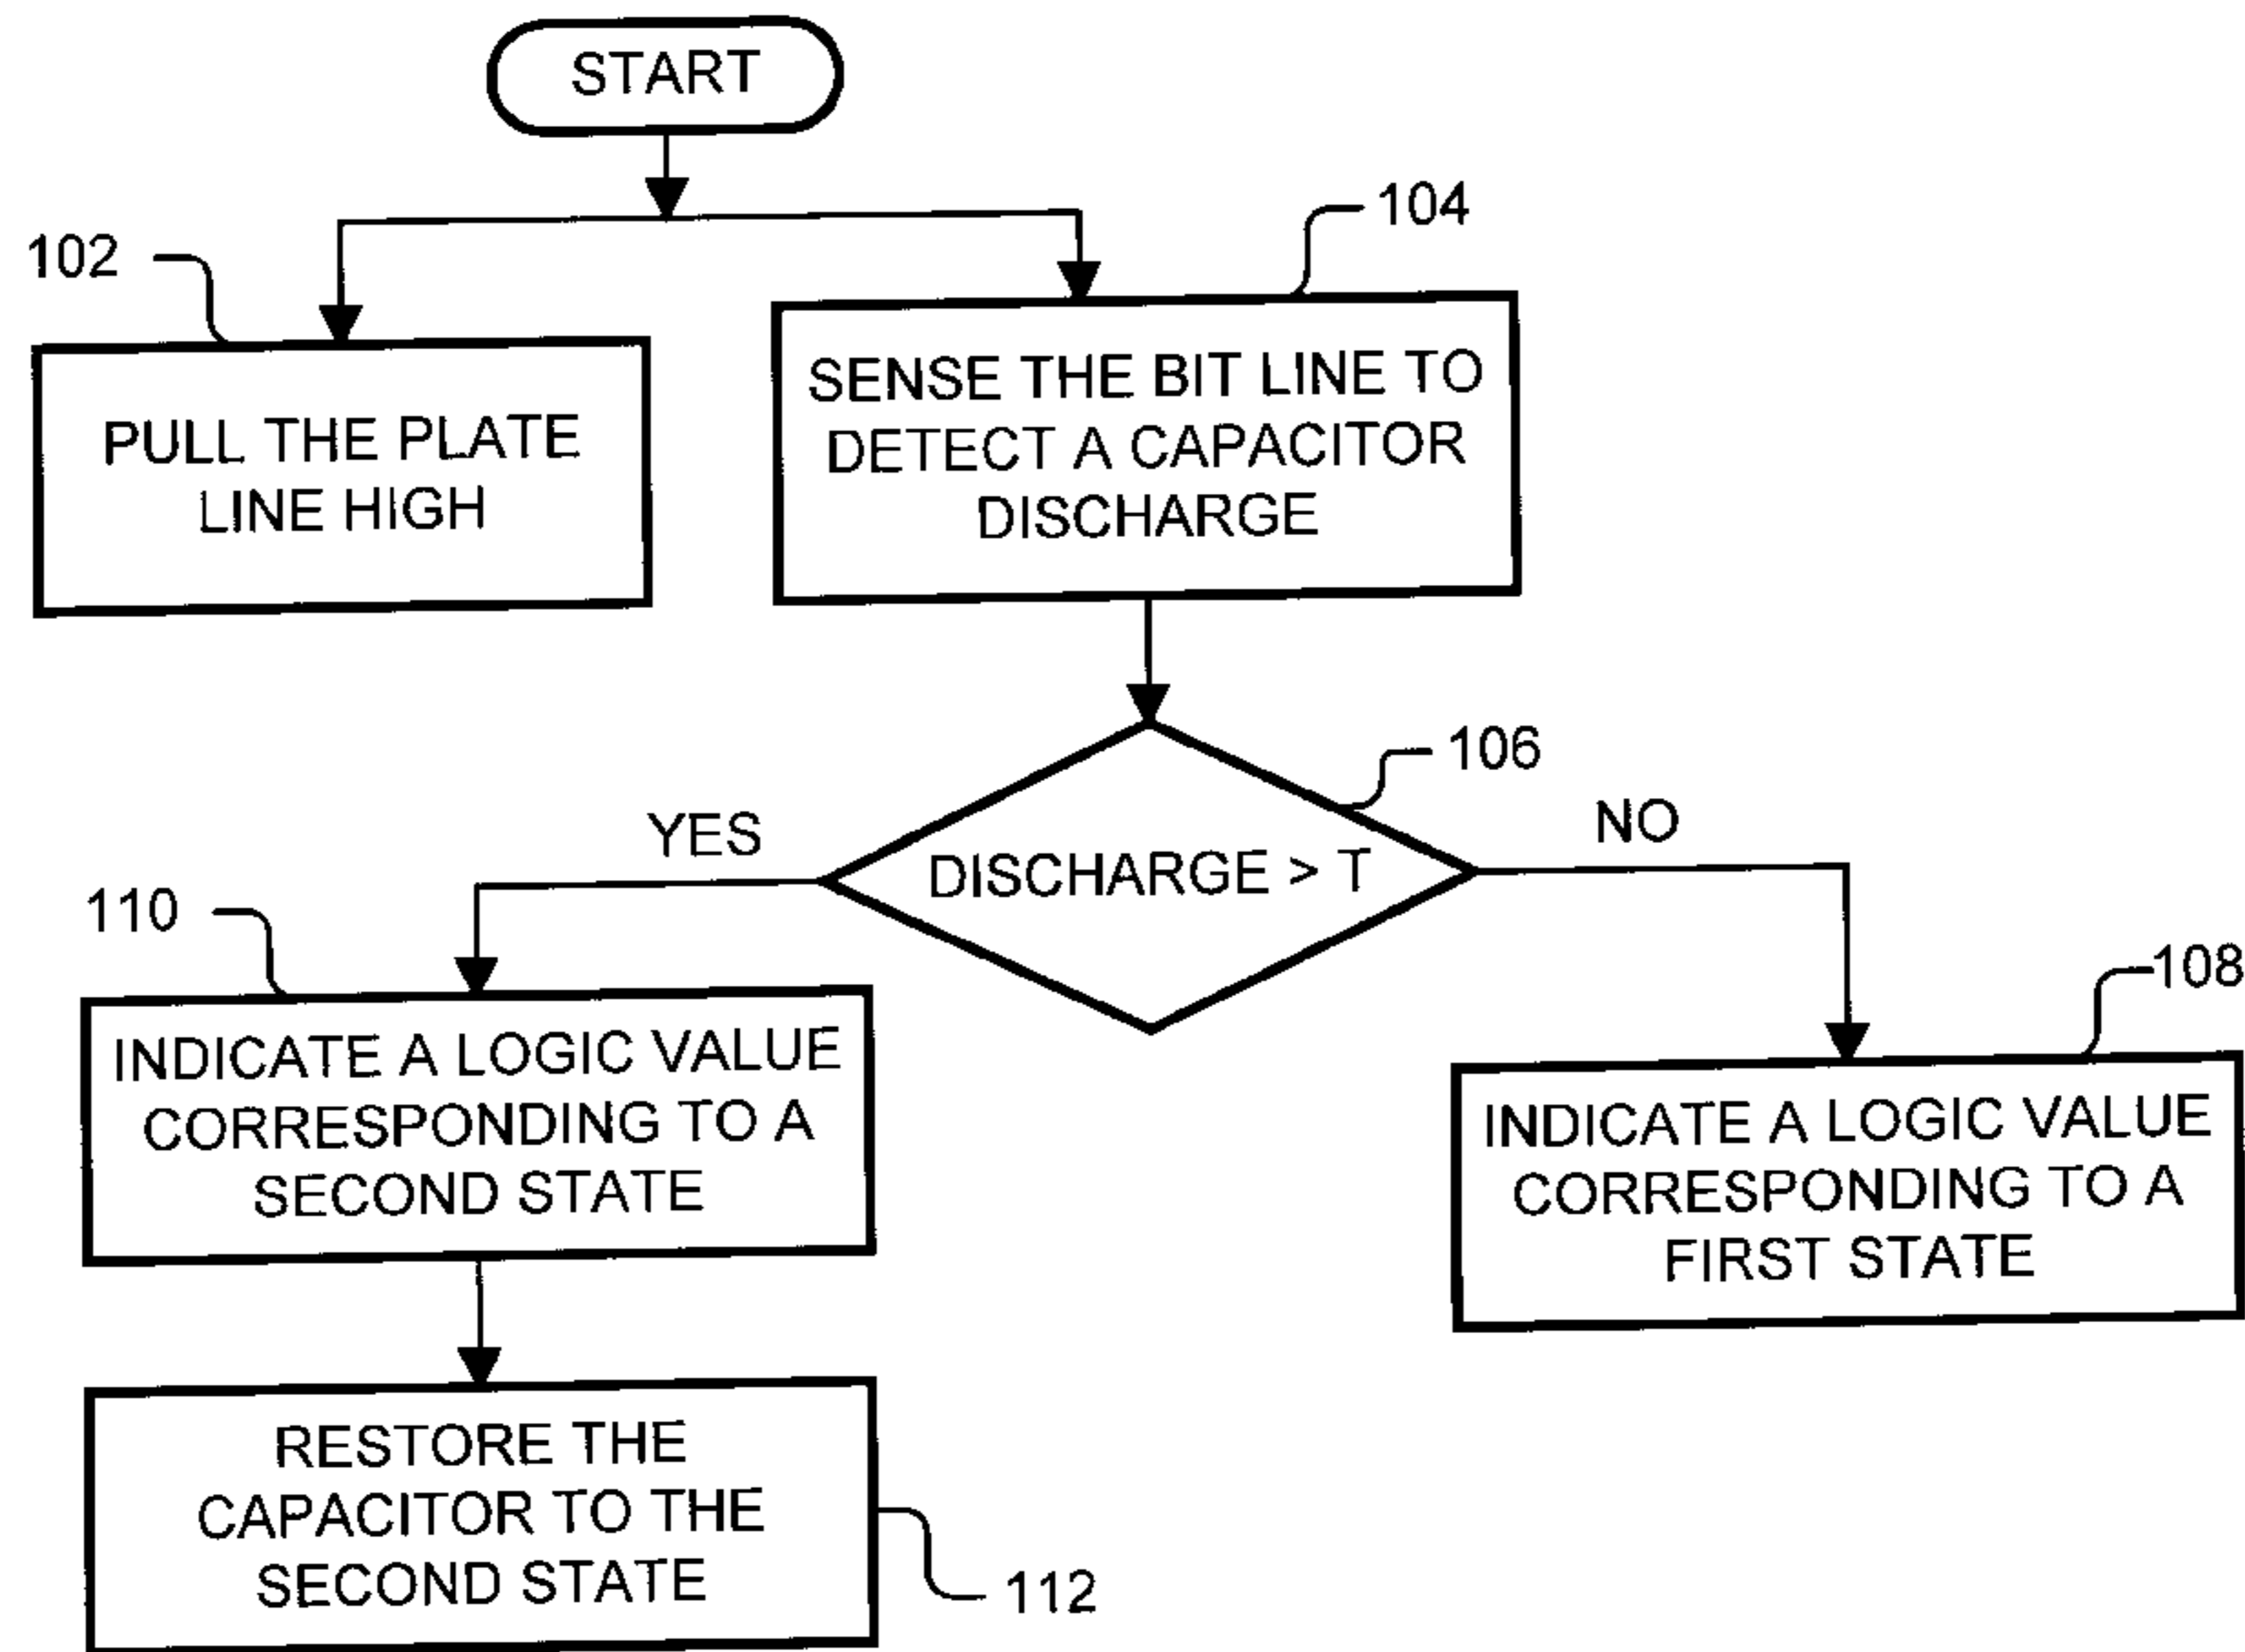 START
102
PULL THE PLATE
LINE HIGH
104
SENSE THE BIT LINE TO
DETECT A CAPACITOR
DISCHARGE
106
DISCHARGE > T
YES
NO
110
INDICATE A LOGIC VALUE
CORRESPONDING TO A
SECOND STATE
108
INDICATE A LOGIC VALUE
CORRESPONDING TO A
FIRST STATE
RESTORE THE
CAPACITOR TO THE
SECOND STATE
112